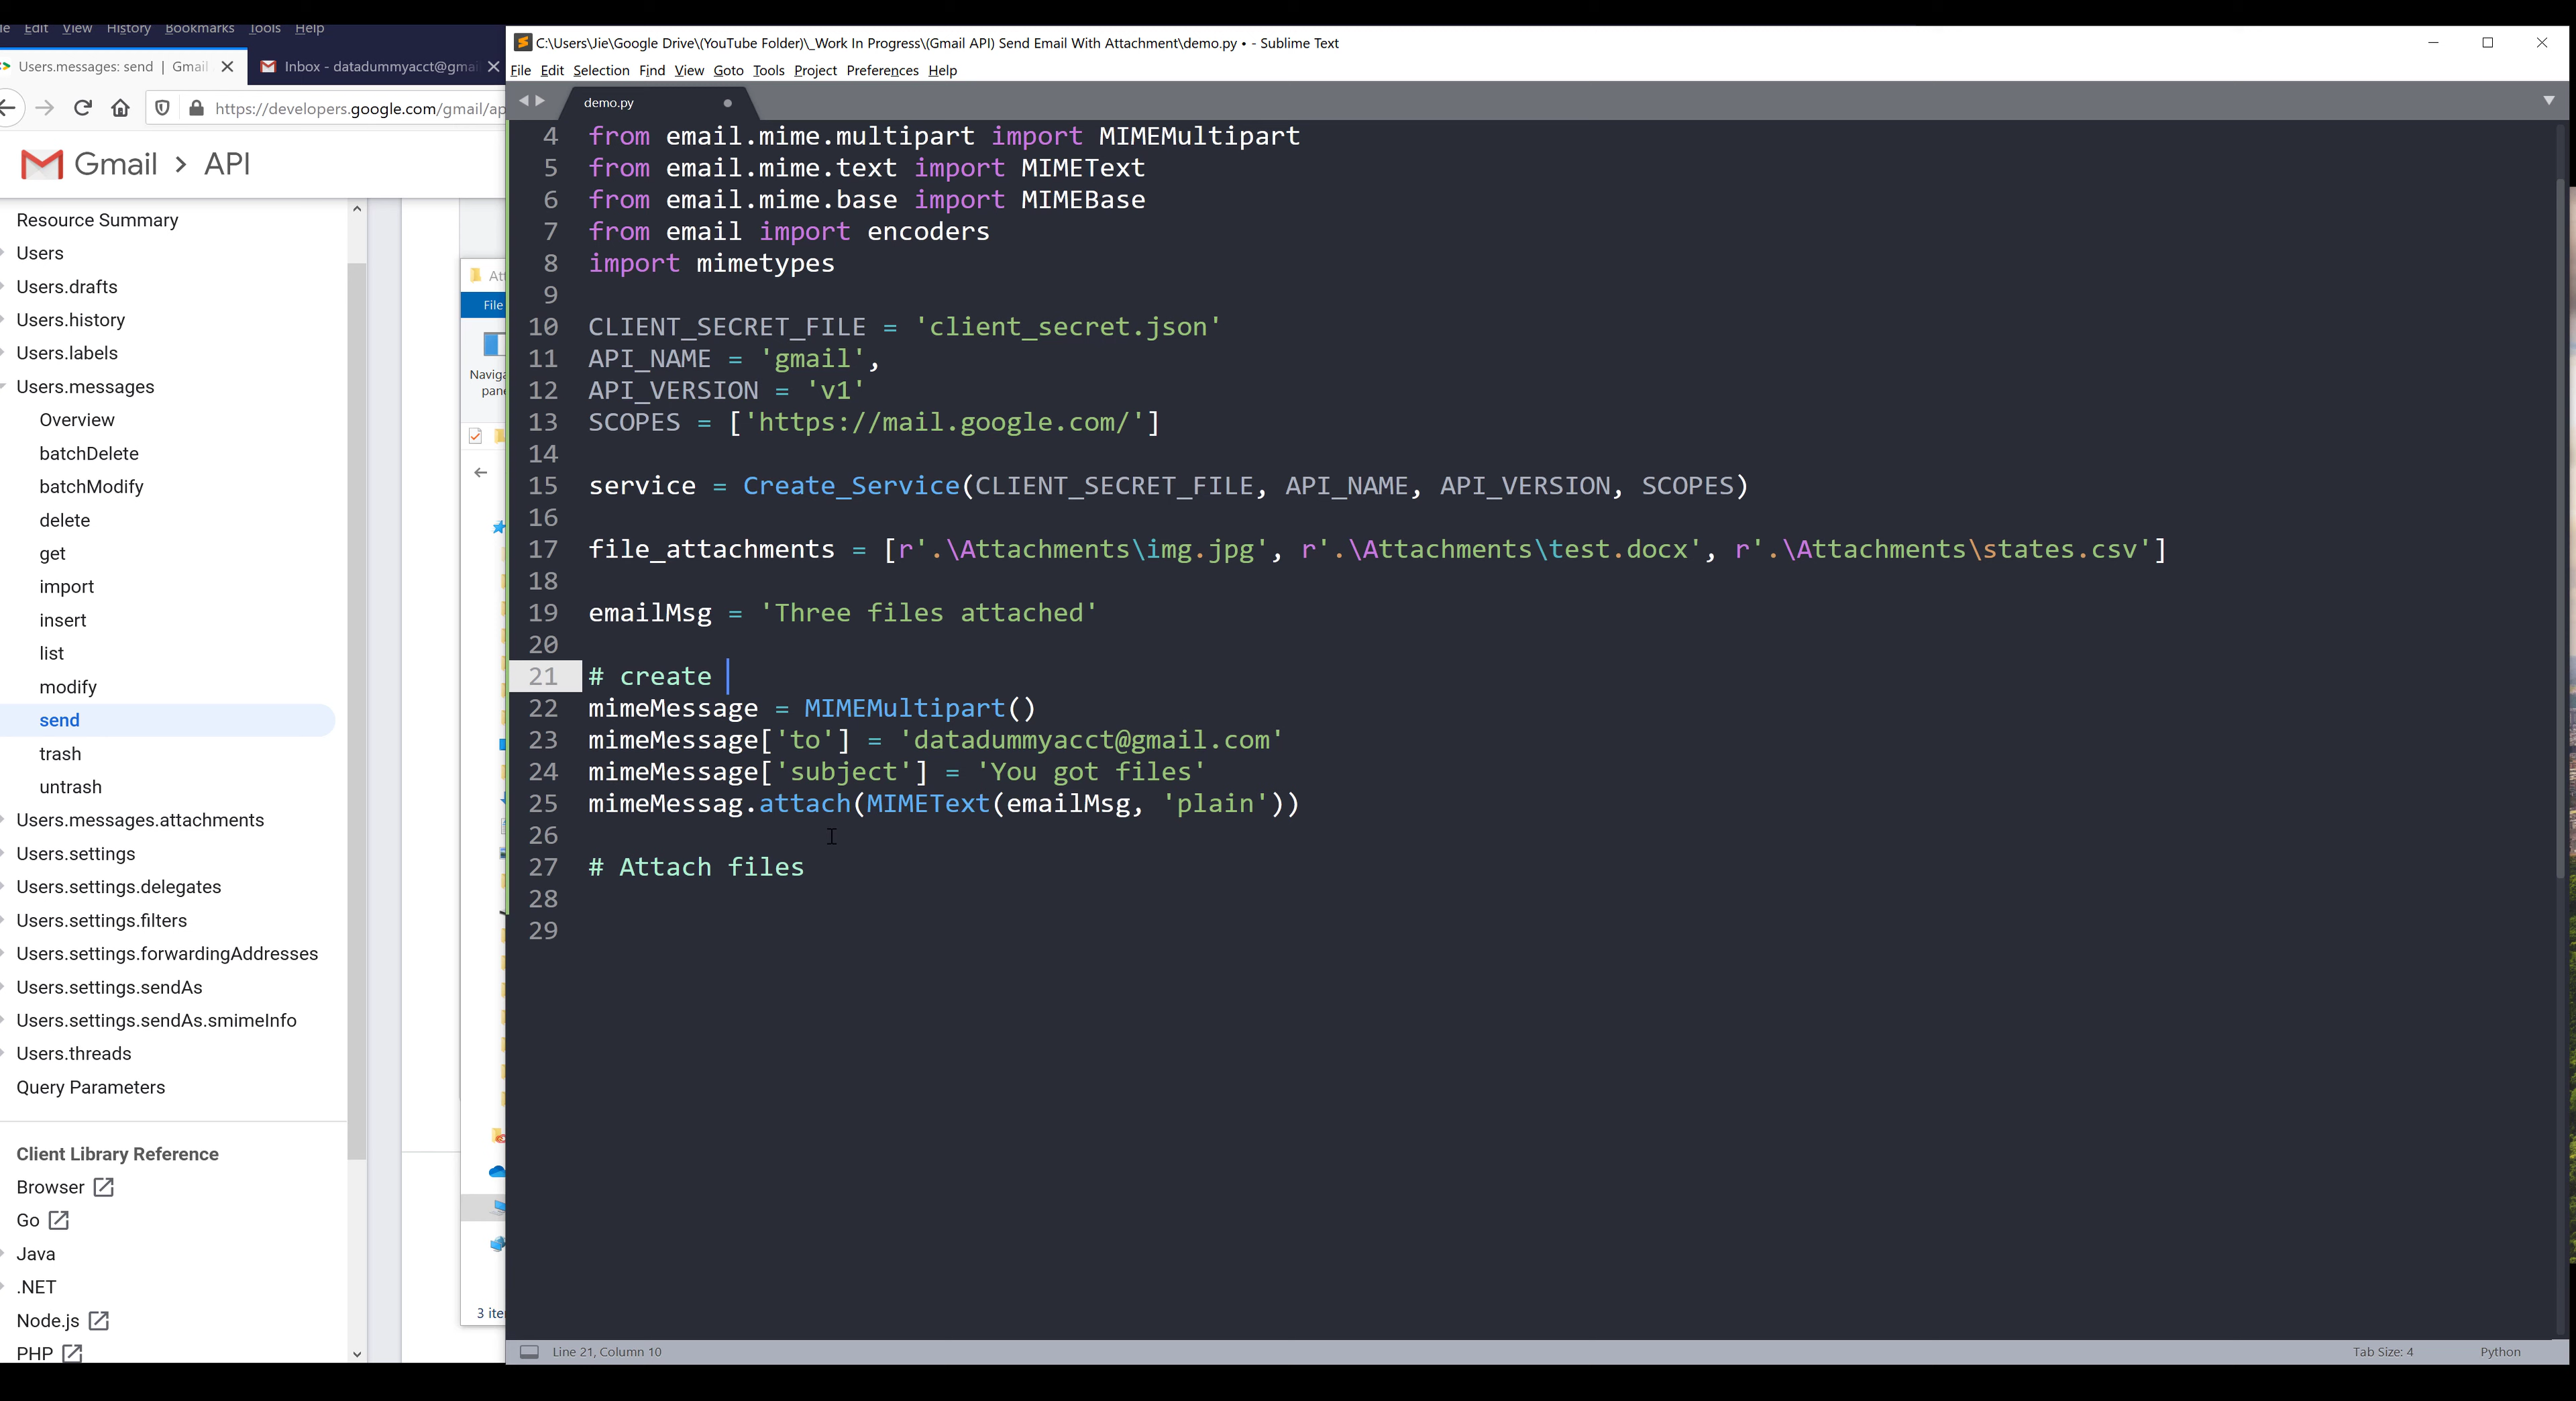 Edit View History Bookmarks Tools Help
Users.messages: send | Gmail
Inbox - datadummyacct@gmai
https://developers.google.com/gmail/ap
Gmail > API
Resource Summary
Users
Users.drafts
Users.history
Users.labels
Users.messages
Overview
batchDelete
batchModify
delete
get
import
insert
list
modify
send
trash
untrash
Users.messages.attachments
Users.settings
Users.settings.delegates
Users.settings.filters
Users.settings.forwardingAddresses
Users.settings.sendAs
Users.settings.sendAs.smimeInfo
Users.threads
Query Parameters
Client Library Reference
Browser
Go
Java
.NET
Node.js
PHP
File
3 ite
C:\Users\Jie\Google Drive\(YouTube Folder)\_Work In Progress\(Gmail API) Send Email With Attachment\demo.py • - Sublime Text
File Edit Selection Find View Goto Tools Project Preferences Help
demo.py
4 from email.mime.multipart import MIMEMultipart
5 from email.mime.text import MIMEText
6 from email.mime.base import MIMEBase
7 from email import encoders
8 import mimetypes
9
10 CLIENT_SECRET_FILE = 'client_secret.json'
11 API_NAME = 'gmail',
12 API_VERSION = 'v1'
13 SCOPES = ['https://mail.google.com/']
14
15 service = Create_Service(CLIENT_SECRET_FILE, API_NAME, API_VERSION, SCOPES)
16
17 file_attachments = [r'.\Attachments\img.jpg', r'.\Attachments\test.docx', r'.\Attachments\states.csv']
18
19 emailMsg = 'Three files attached'
20
21 # create
22 mimeMessage = MIMEMultipart()
23 mimeMessage['to'] = 'datadummyacct@gmail.com'
24 mimeMessage['subject'] = 'You got files'
25 mimeMessag.attach(MIMEText(emailMsg, 'plain'))
26
27 # Attach files
28
29
Line 21, Column 10
Tab Size: 4
Python